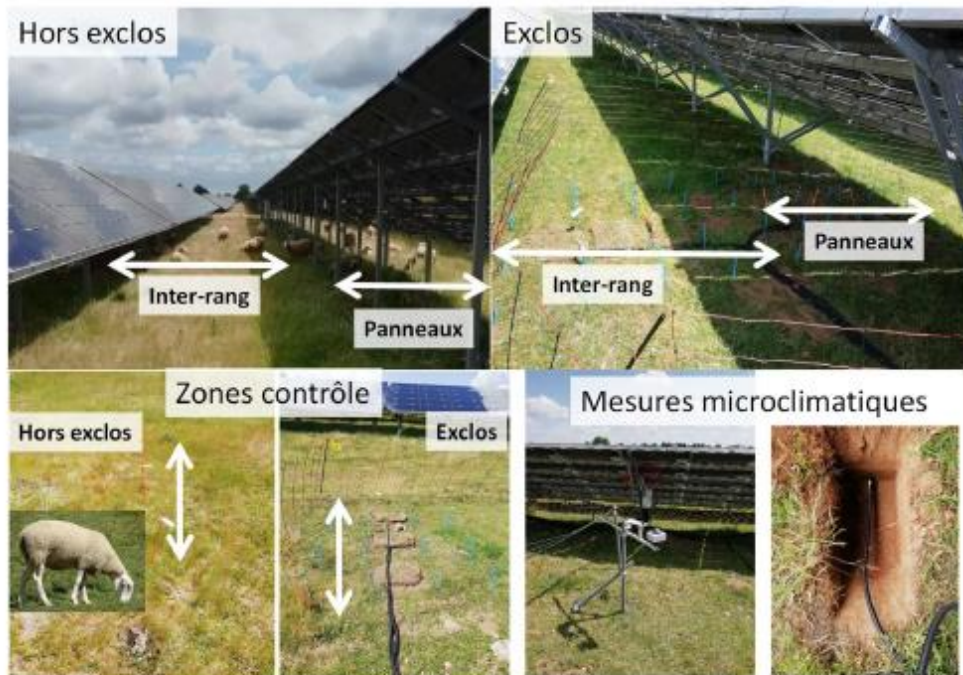 Hors exclos
Exclos
Inter-rang
Panneaux
Inter-rang
Panneaux
Zones contrôle
Hors exclos
Exclos
Mesures microclimatiques